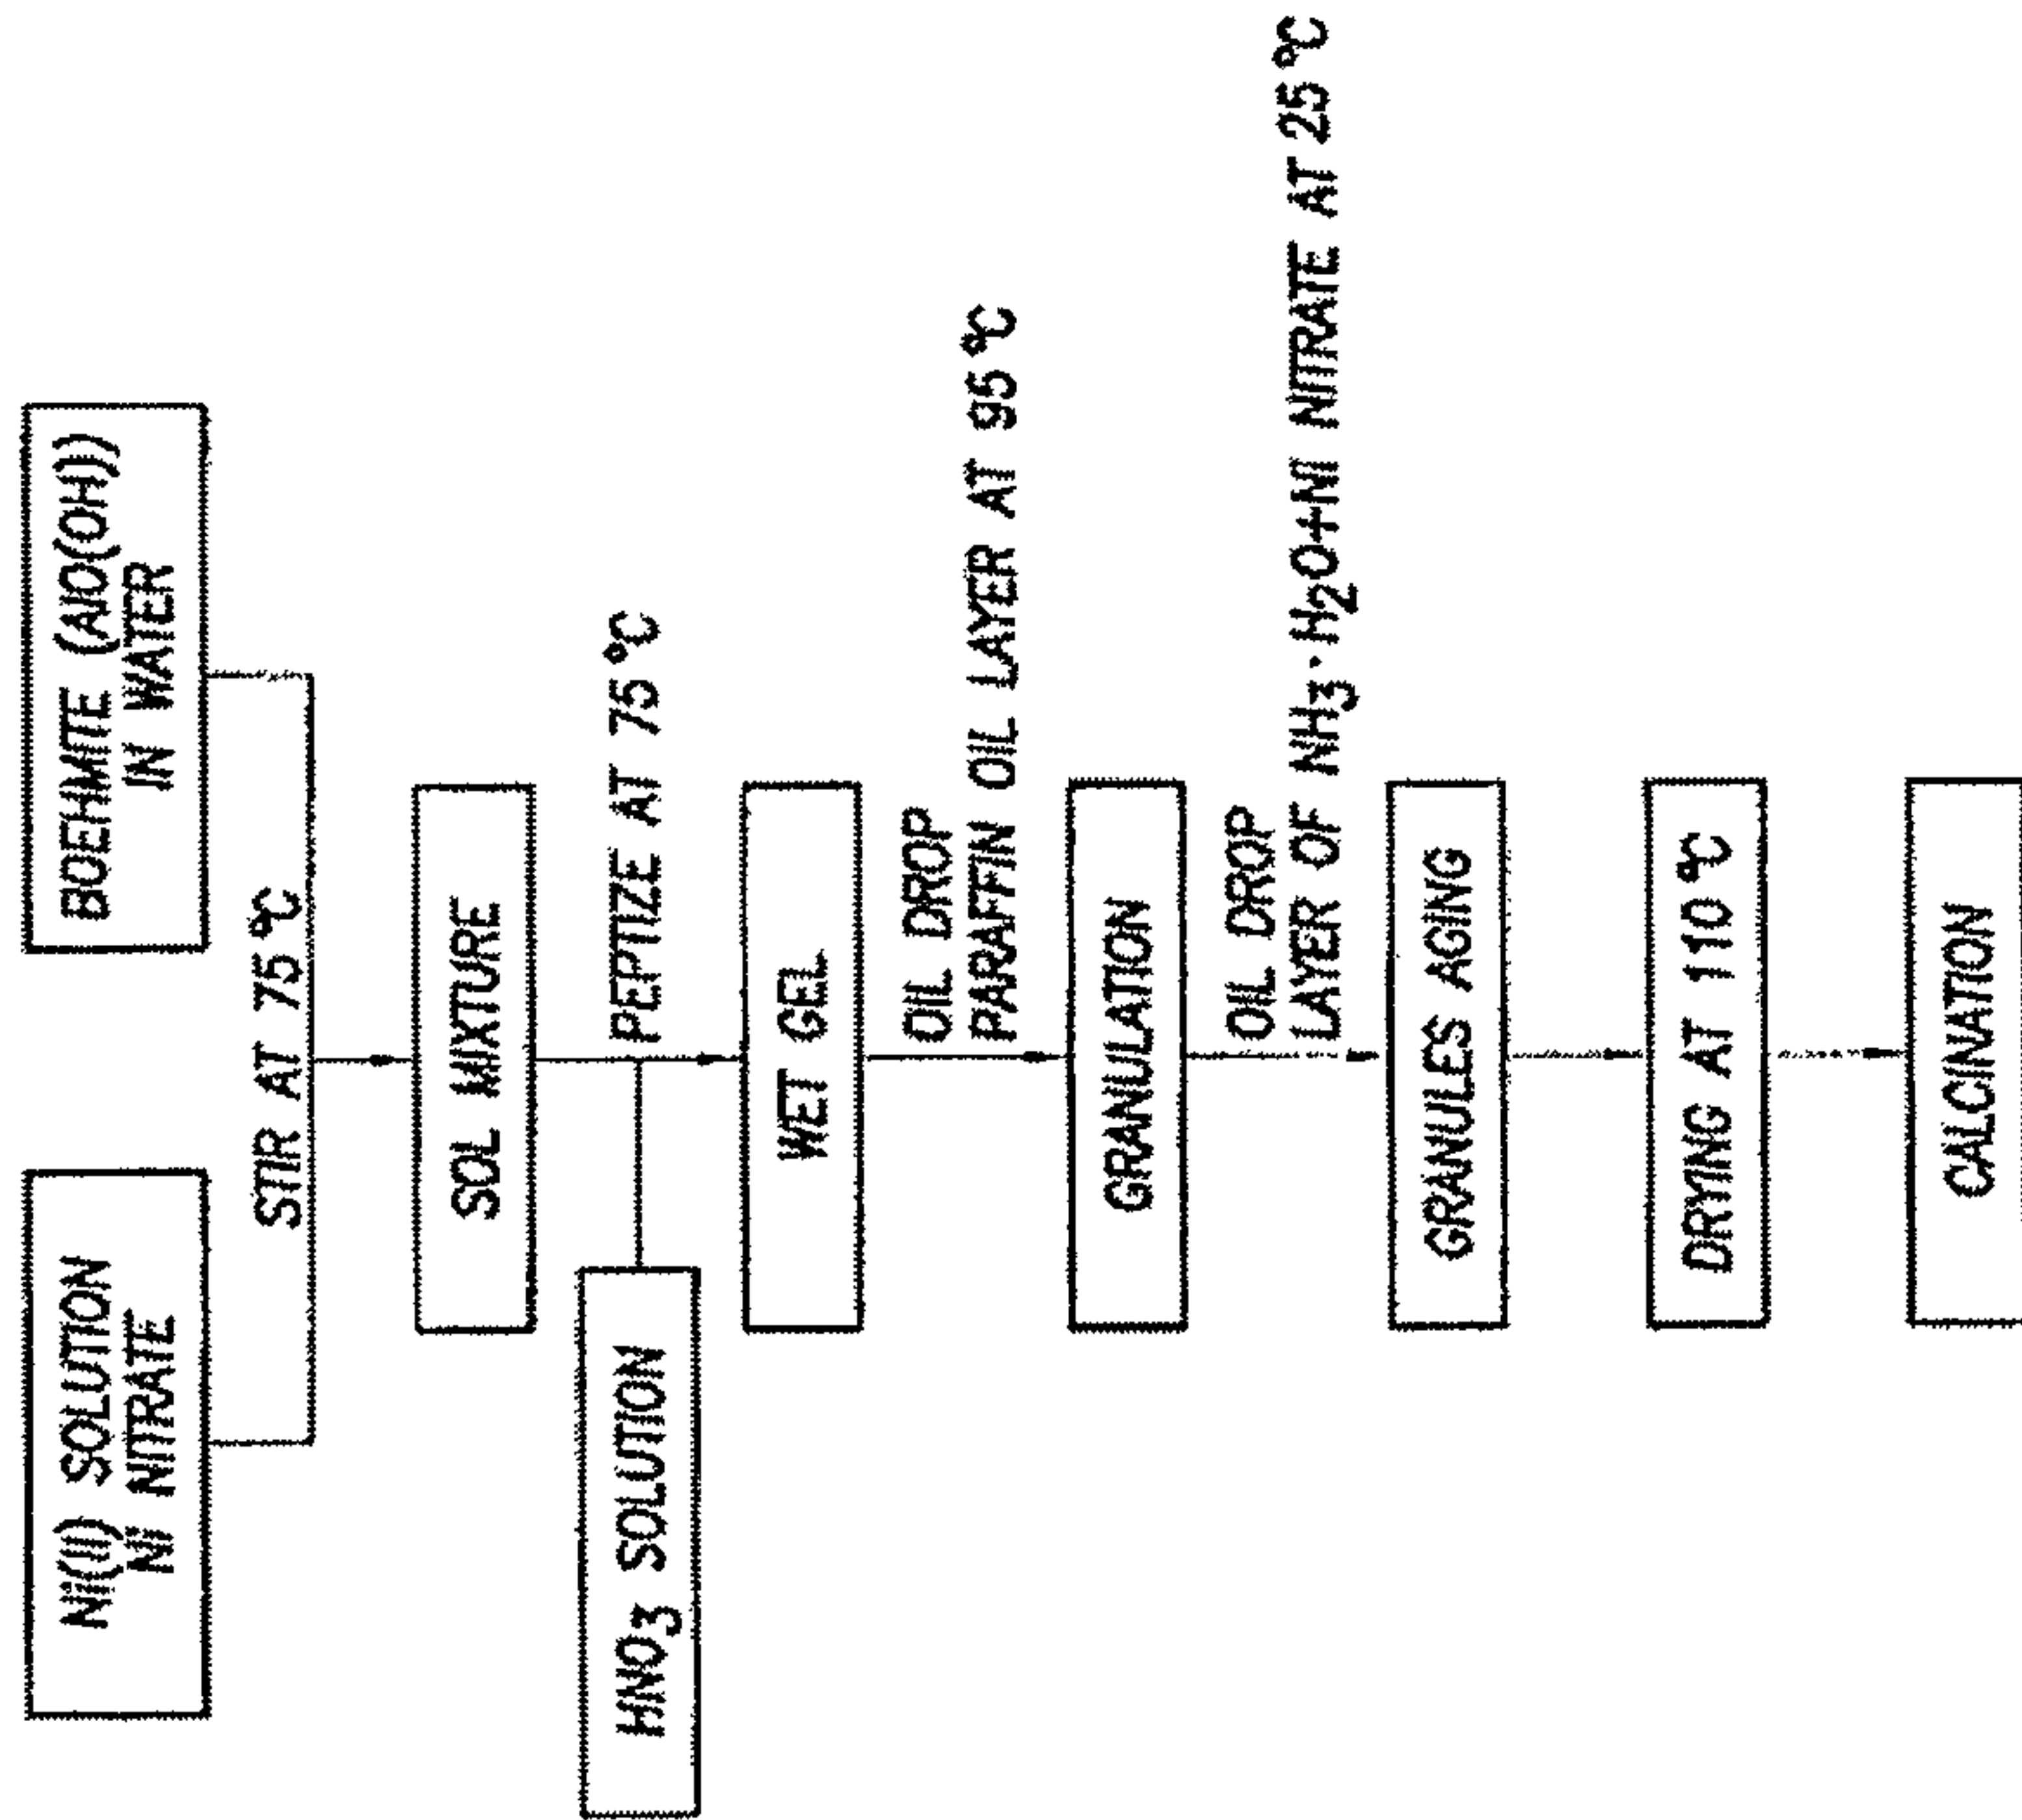 Ni(II) SOLUTION
Ni NITRATE
BOEHMITE (AlO(OH))
IN WATER
STIR AT 75°C
SOL MIXTURE
HNO3 SOLUTION
PEPTIZE AT 75°C
WET GEL
OIL DROP
PARAFFIN OIL LAYER AT 95°C
GRANULATION
OIL DROP
LAYER OF NH3·H2O+NI NITRATE AT 25°C
GRANULES AGING
DRYING AT 110°C
CALCINATION